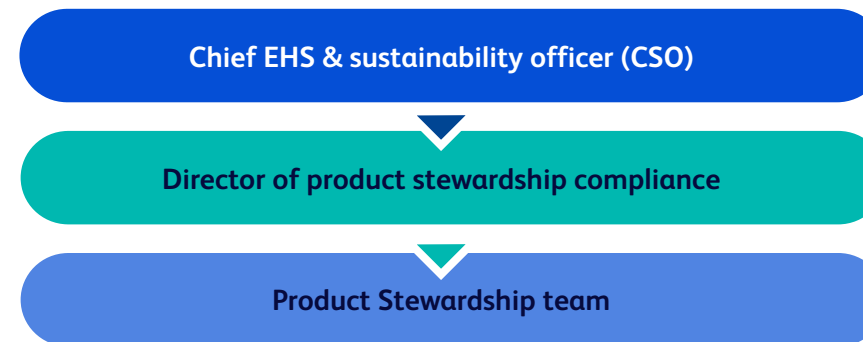 Chief EHS & sustainability officer (CSO)
Director of product stewardship compliance
Product Stewardship team